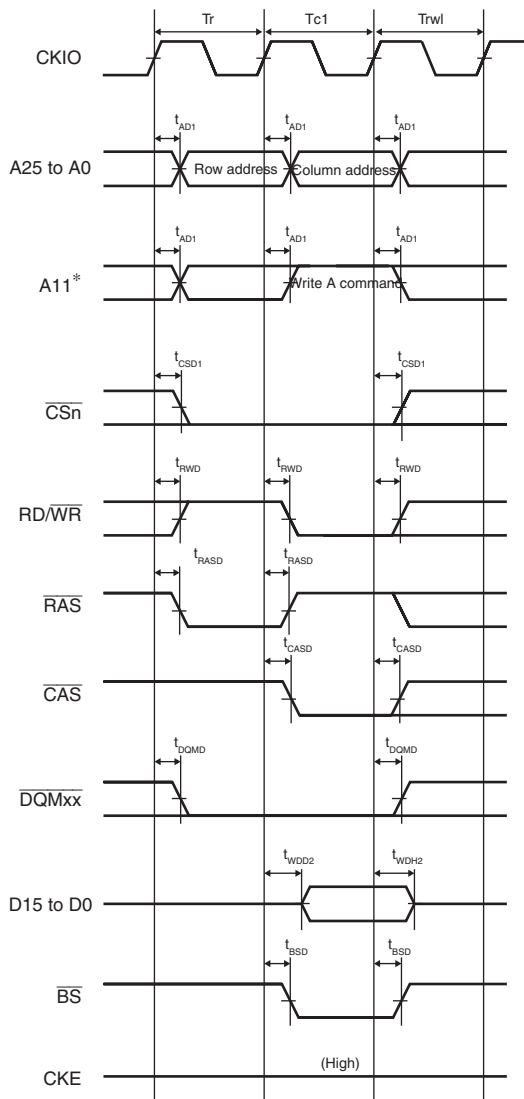 Tr Tc1 Trwl
CKIO
tAD1 tAD1 tAD1
A25 to A0 Row address Column address
tAD1 tAD1 tAD1
A11* Write A command
tCSD1 tCSD1
CSn
tRWD tRWD tRWD
RD/WR
tRASD tRASD
RAS
tCASD tCASD
CAS
tDQMD tDQMD
DQMxx
tWDD2 tWDH2
D15 to D0
tBSD tBSD
BS
(High)
CKE